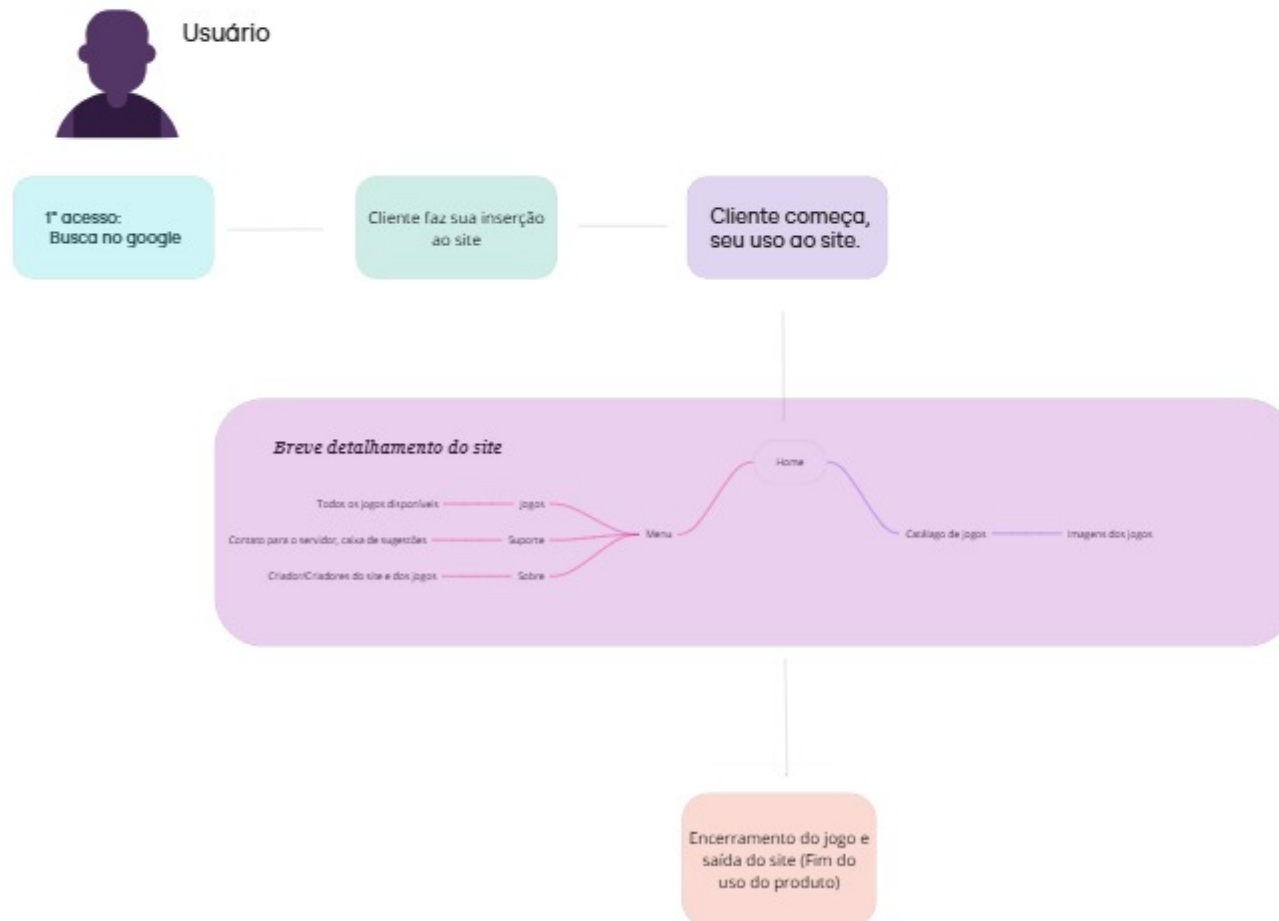 Usuário
1° acesso:
Busca no google
Cliente faz sua inserção
ao site
Cliente começa,
seu uso ao site.
Breve detalhamento do site
Home
Todos os jogos disponíveis
Jogos
Contato para o servidor, caixa de sugestões
Suporte
Menu
Catálago de jogos
Imagens dos jogos
Criador/Criadores do site e dos jogos
Sobre
Encerramento do jogo e
saída do site (Fim do
uso do produto)